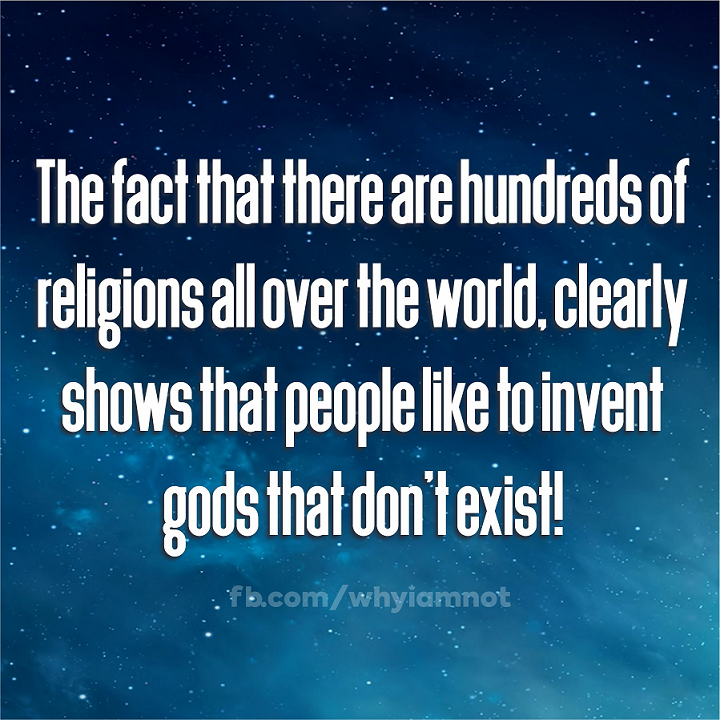 The fact that there are hundreds of
religions all over the world, clearly
shows that people like to invent
gods that don't exist!
fb.com/whyiamnot